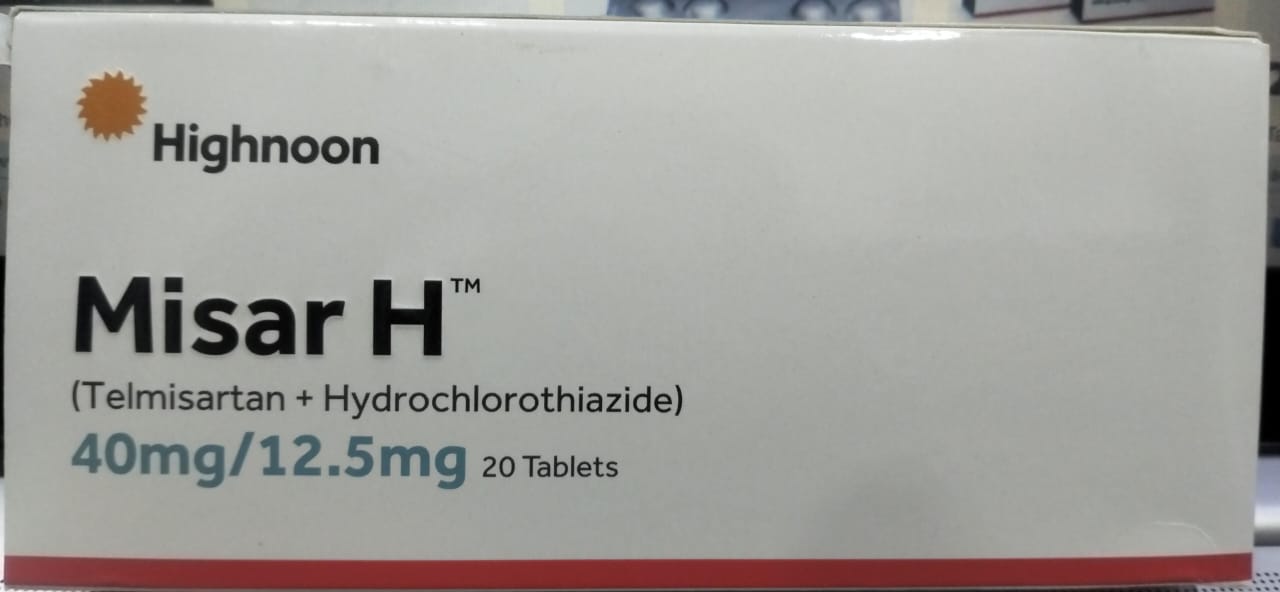 Highnoon
Misar H™
(Telmisartan + Hydrochlorothiazide)
40mg/12.5mg 20 Tablets